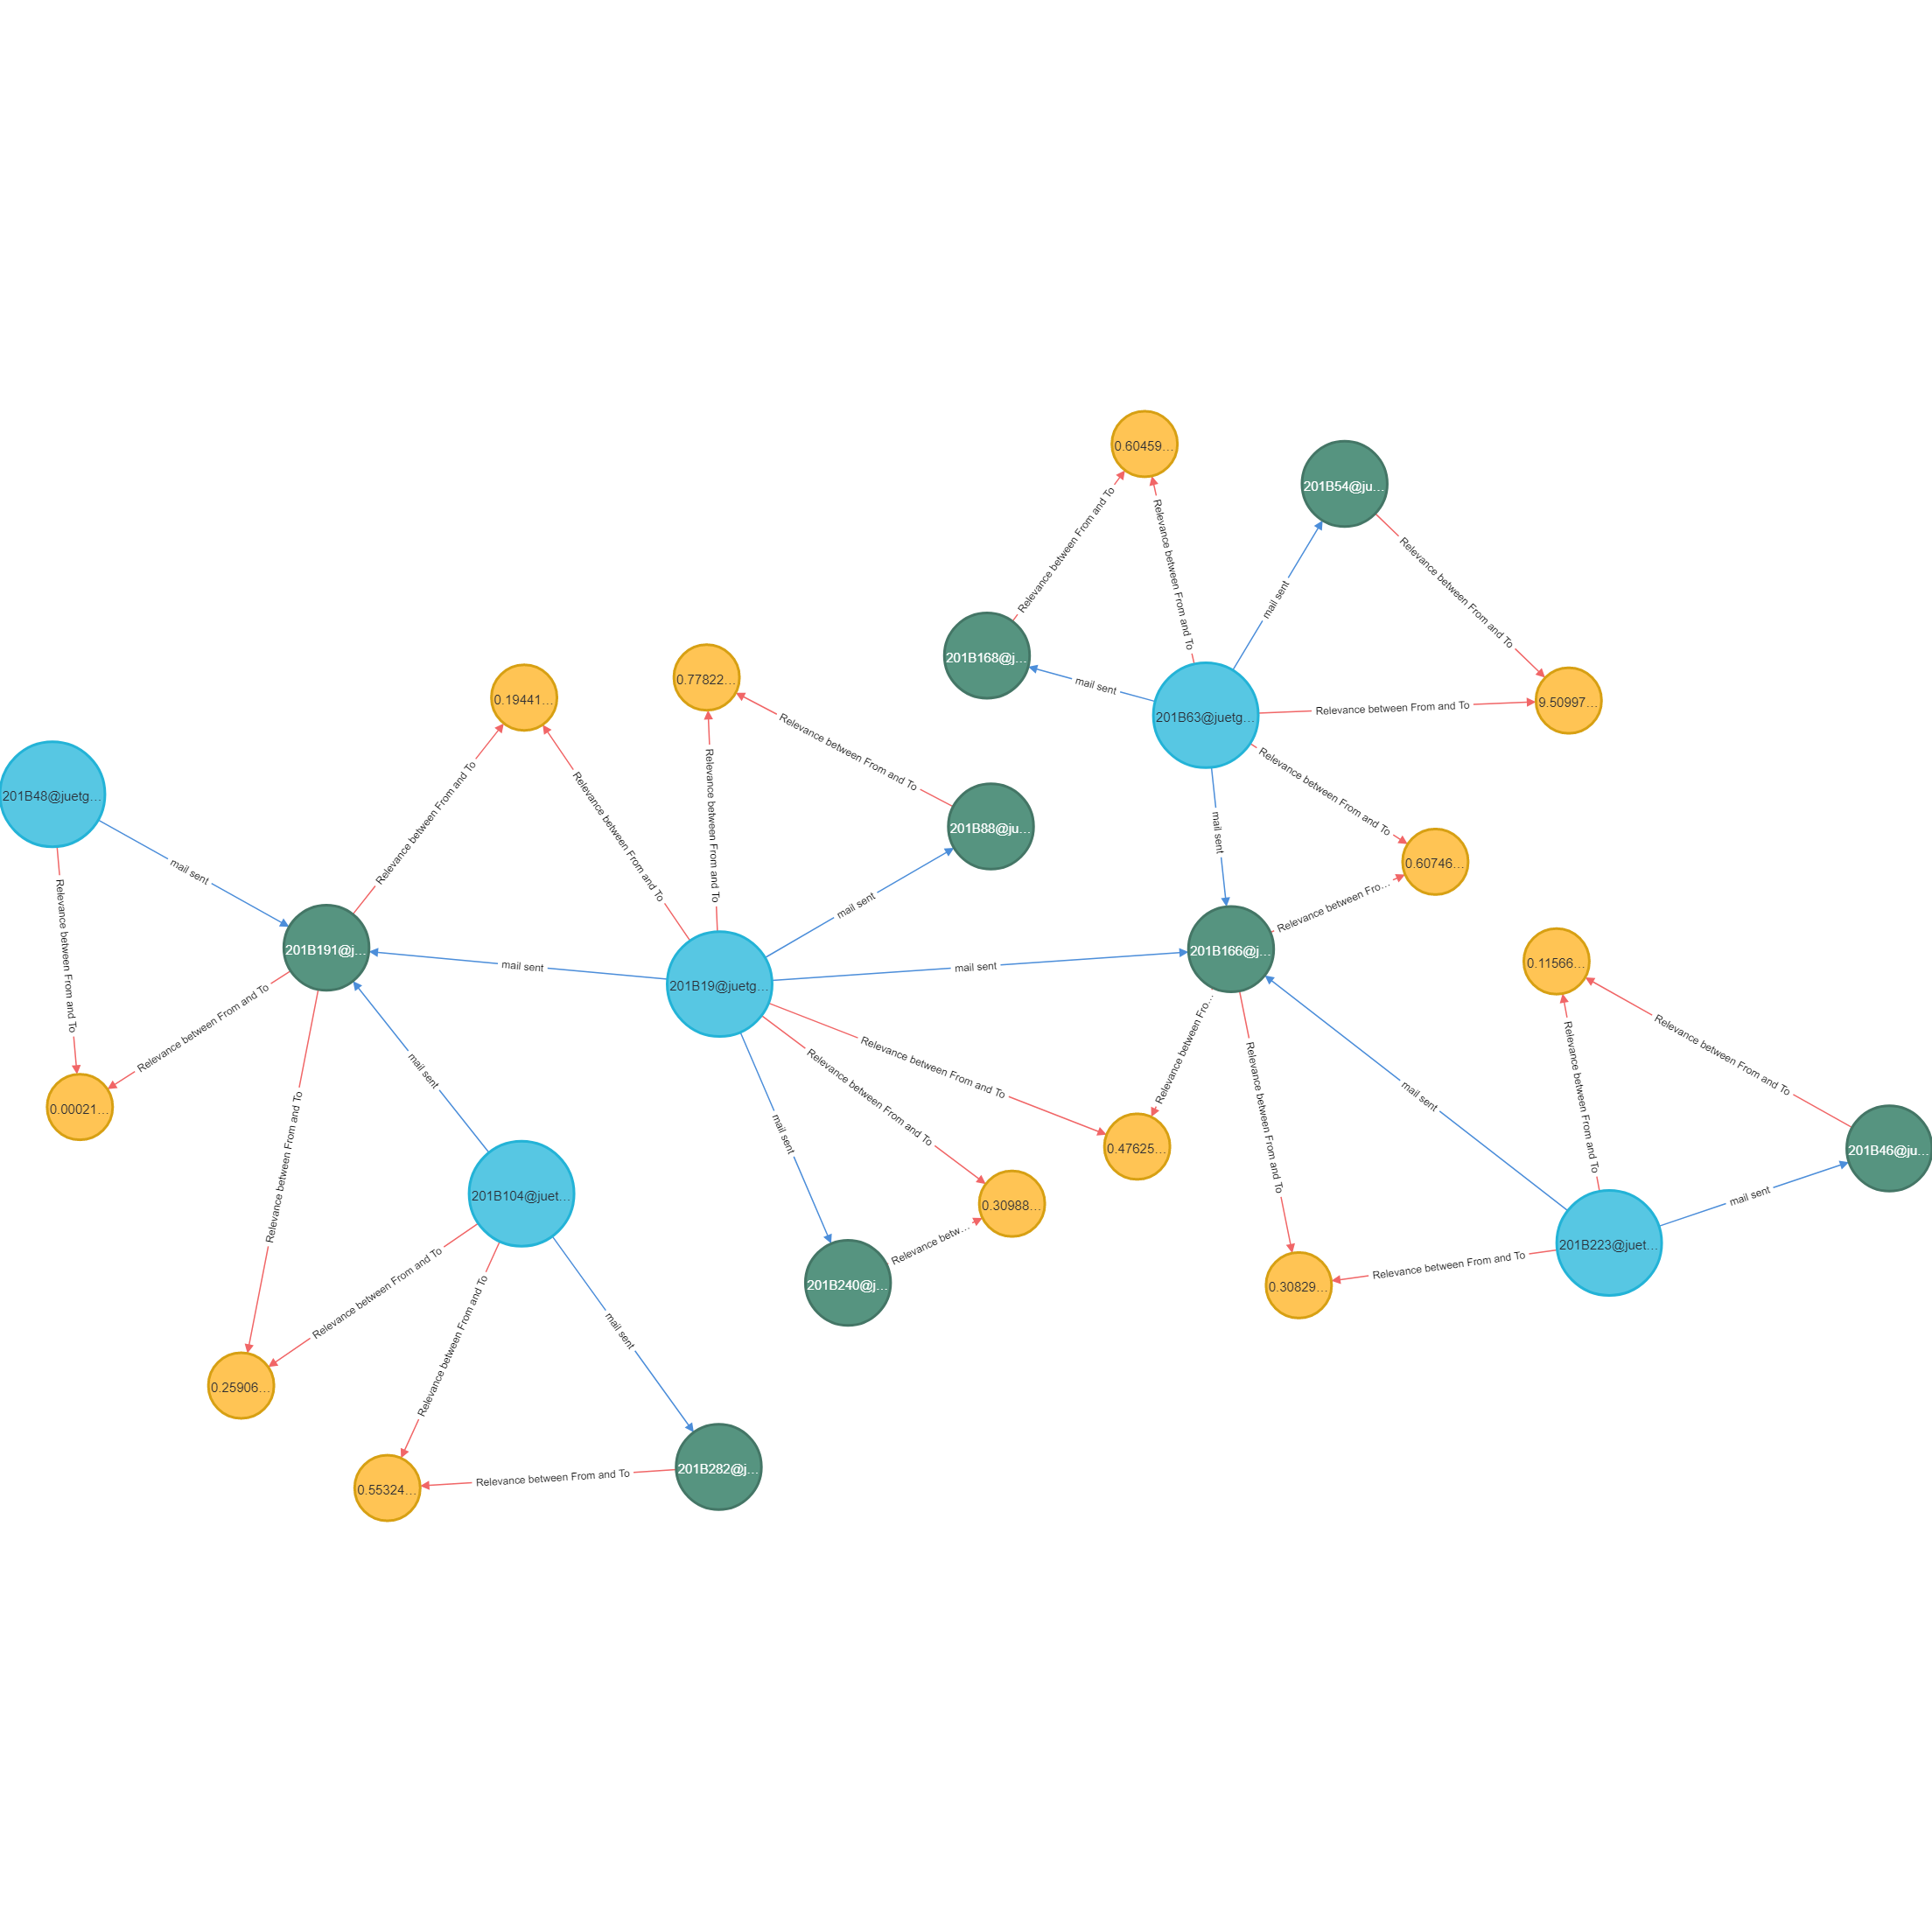 0.60459...
201B54@ju...
Relevance between From and To
Relevance between From and To
Relevance between From and To
mail sent
201B168@j...
mail sent
201B63@juetg...
Relevance between From and To
9.50997...
0.77822...
0.19441...
Relevance between From and To
Relevance between From and To
Relevance between From and To
Relevance between From and To
201B48@juetg...
mail sent
Relevance between From and To
201B88@ju...
mail sent
Relevance between From and To
0.60746...
mail sent
Relevance between Fro...
Relevance between From and To
201B191@j...
mail sent
201B19@juetg...
mail sent
201B166@j...
0.11566...
Relevance between From and To
mail sent
Relevance between From and To
Relevance between From and To
Relevance between Fro...
Relevance between From and To
mail sent
Relevance between From and To
Relevance between From and To
0.00021...
Relevance between From and To
mail sent
0.47625...
201B46@ju...
201B104@juet...
0.30988...
mail sent
Relevance betw...
201B223@juet...
Relevance between From and To
201B240@j...
0.30829...
Relevance between From and To
Relevance between From and To
mail sent
0.25906...
201B282@j...
Relevance between From and To
0.55324...